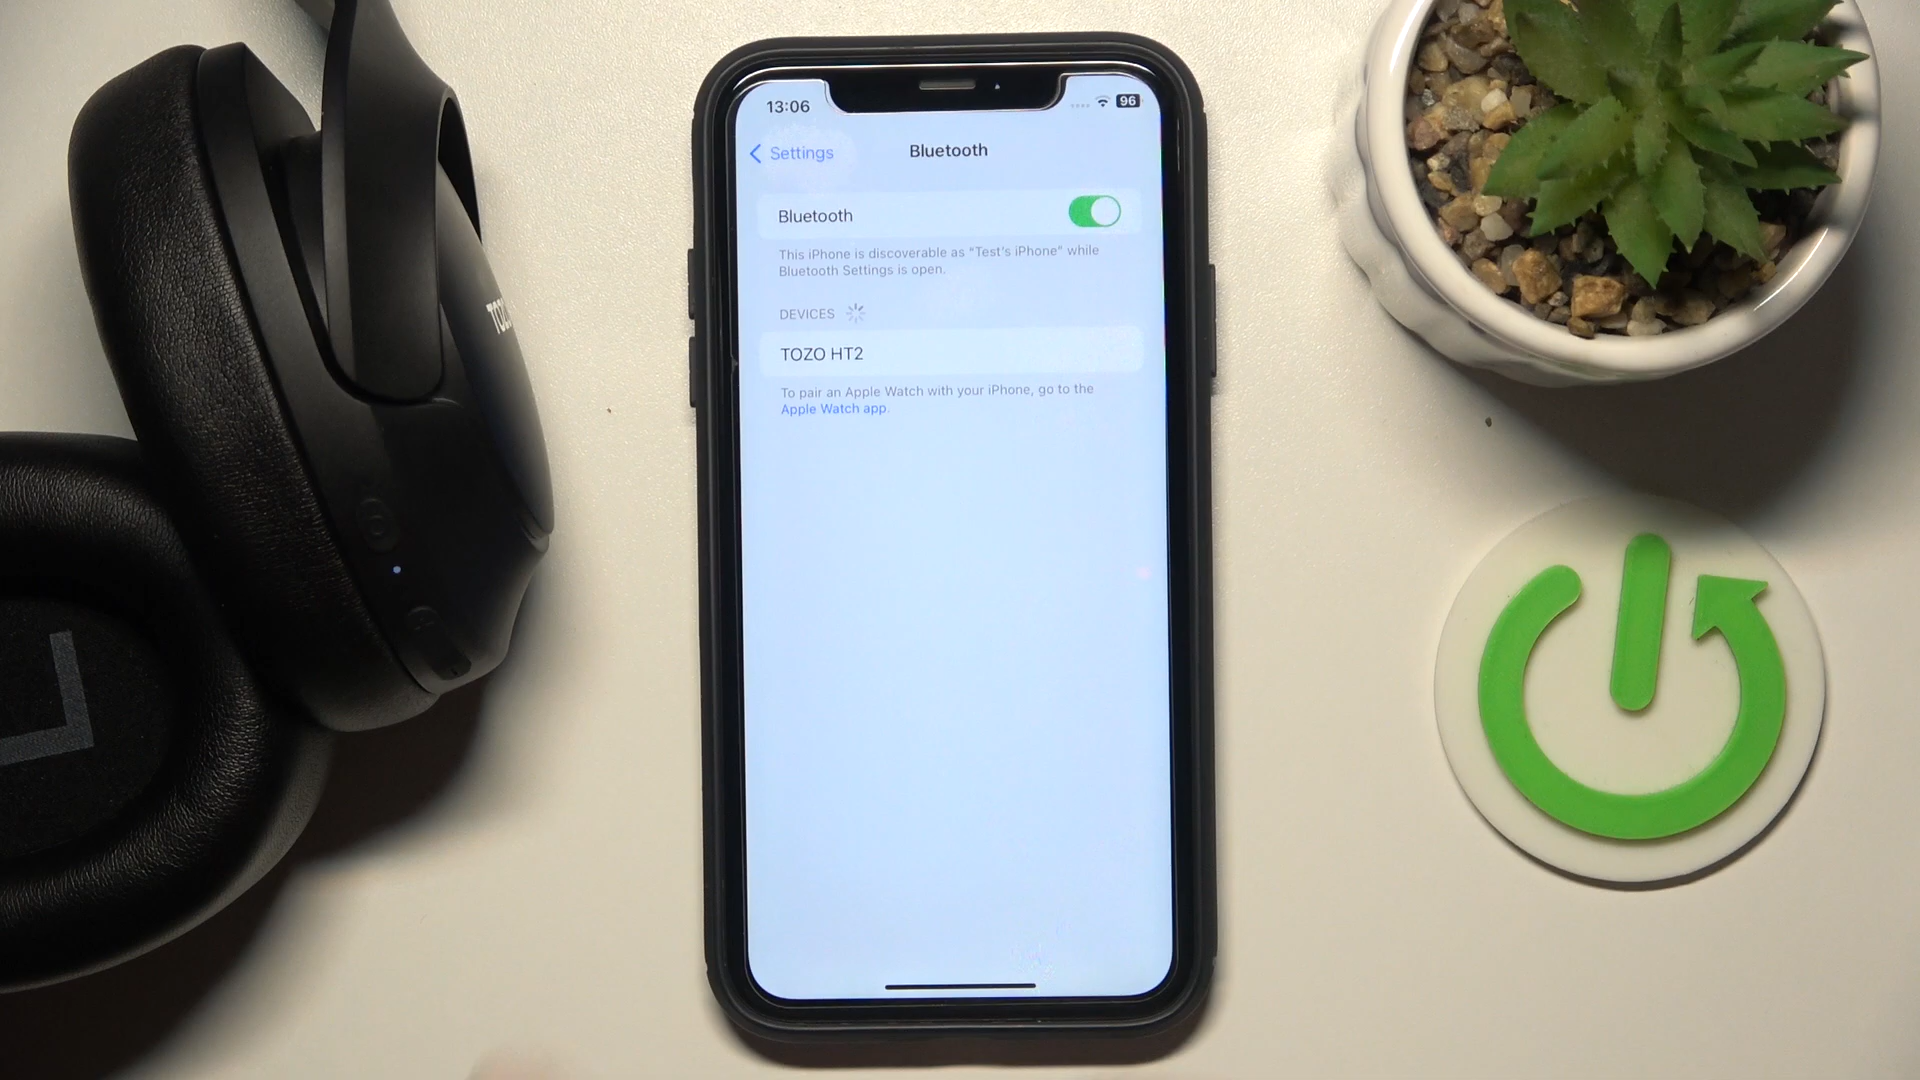 13:06
96
Settings
Bluetooth
Bluetooth
This iPhone is discoverable as “Test's iPhone” while
Bluetooth Settings is open.
DEVICES
TOZO HT2
To pair an Apple Watch with your iPhone, go to the
Apple Watch app.
L